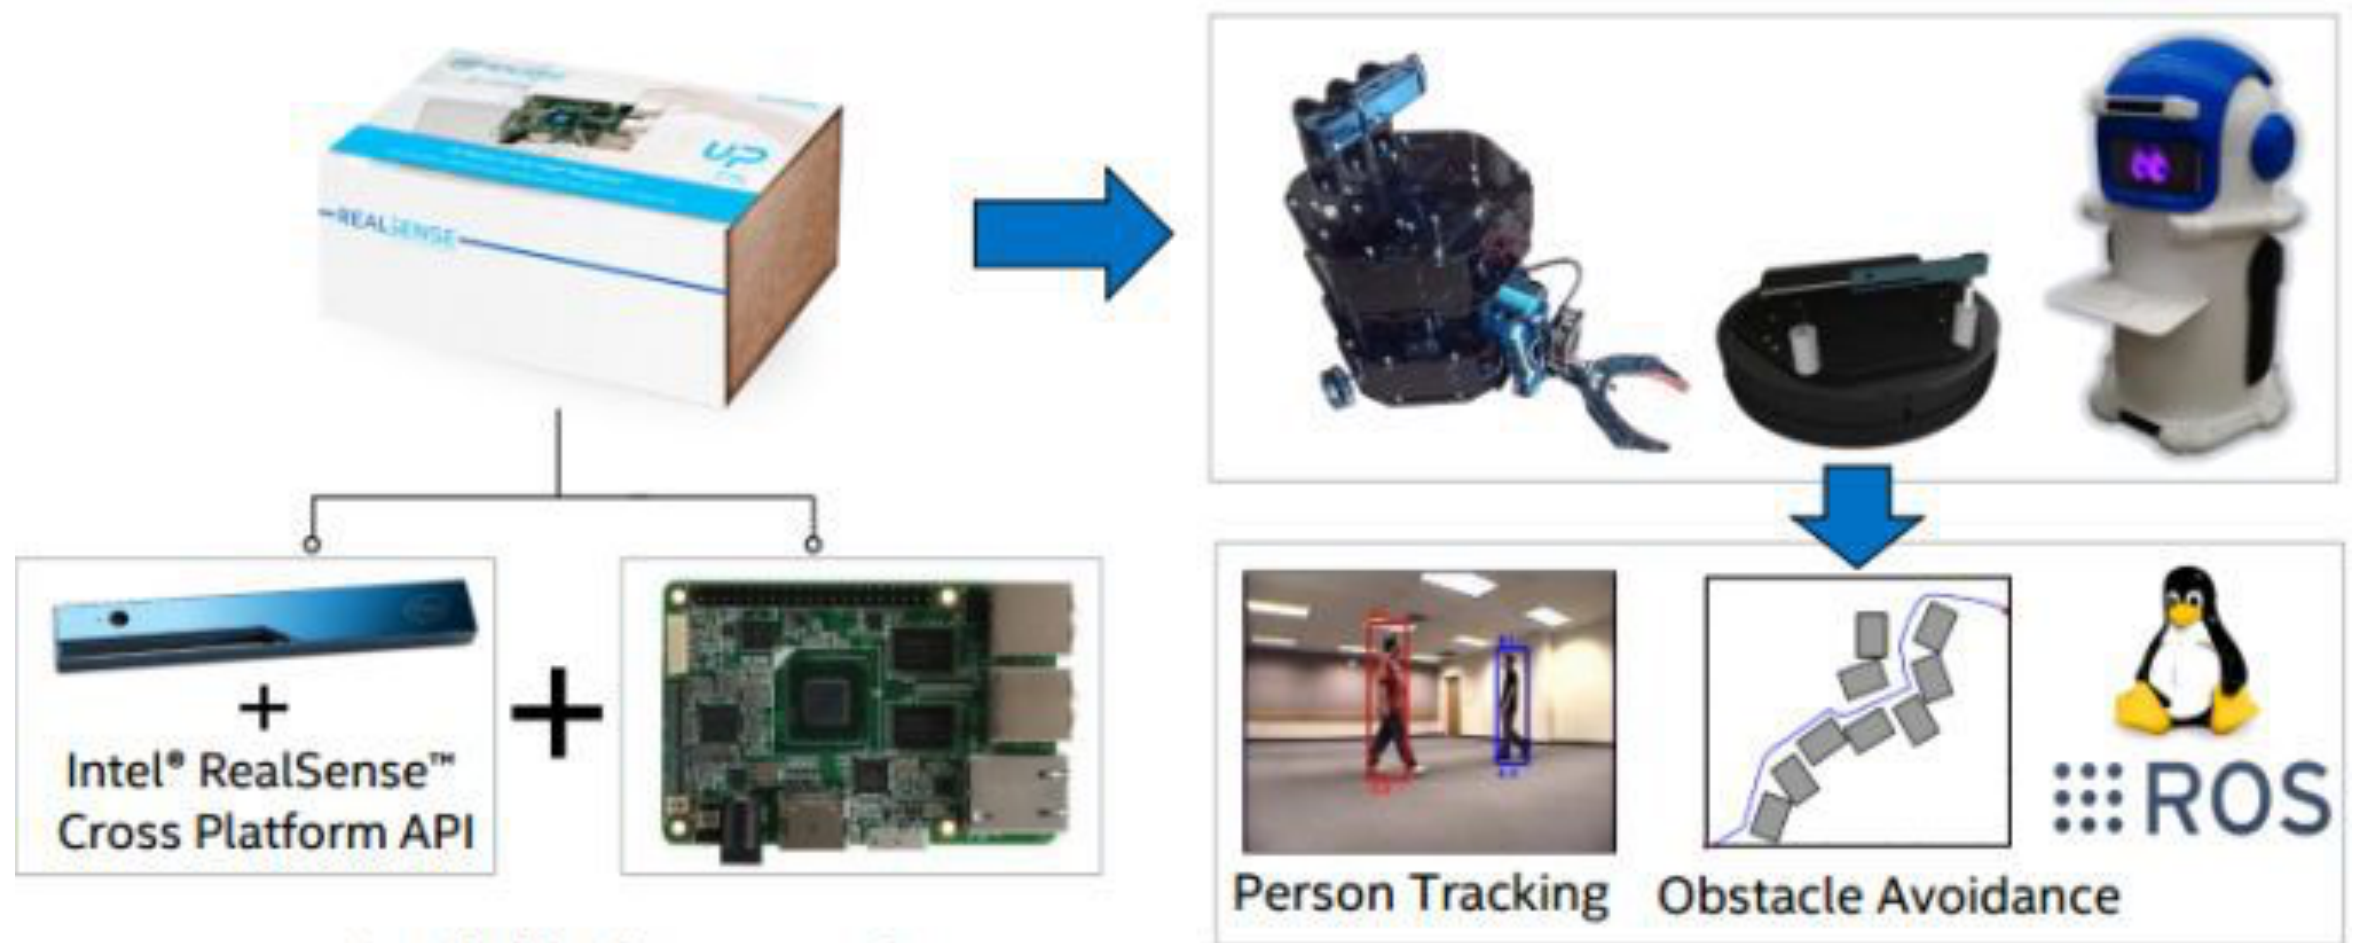 up
REALSENSE
Intel® RealSense™
Cross Platform API
Person Tracking
Obstacle Avoidance
ROS